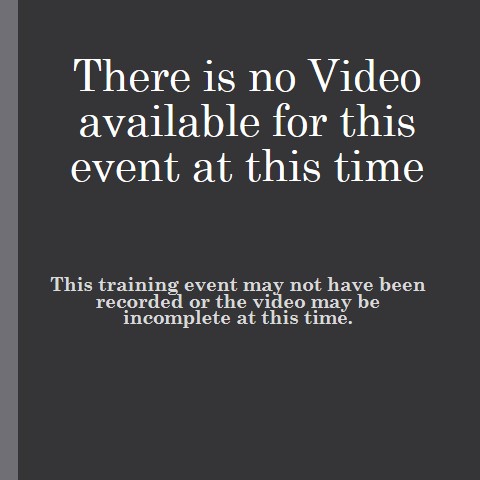 There is no Video
available for this
event at this time
This training event may not have been
recorded or the video may be
incomplete at this time.